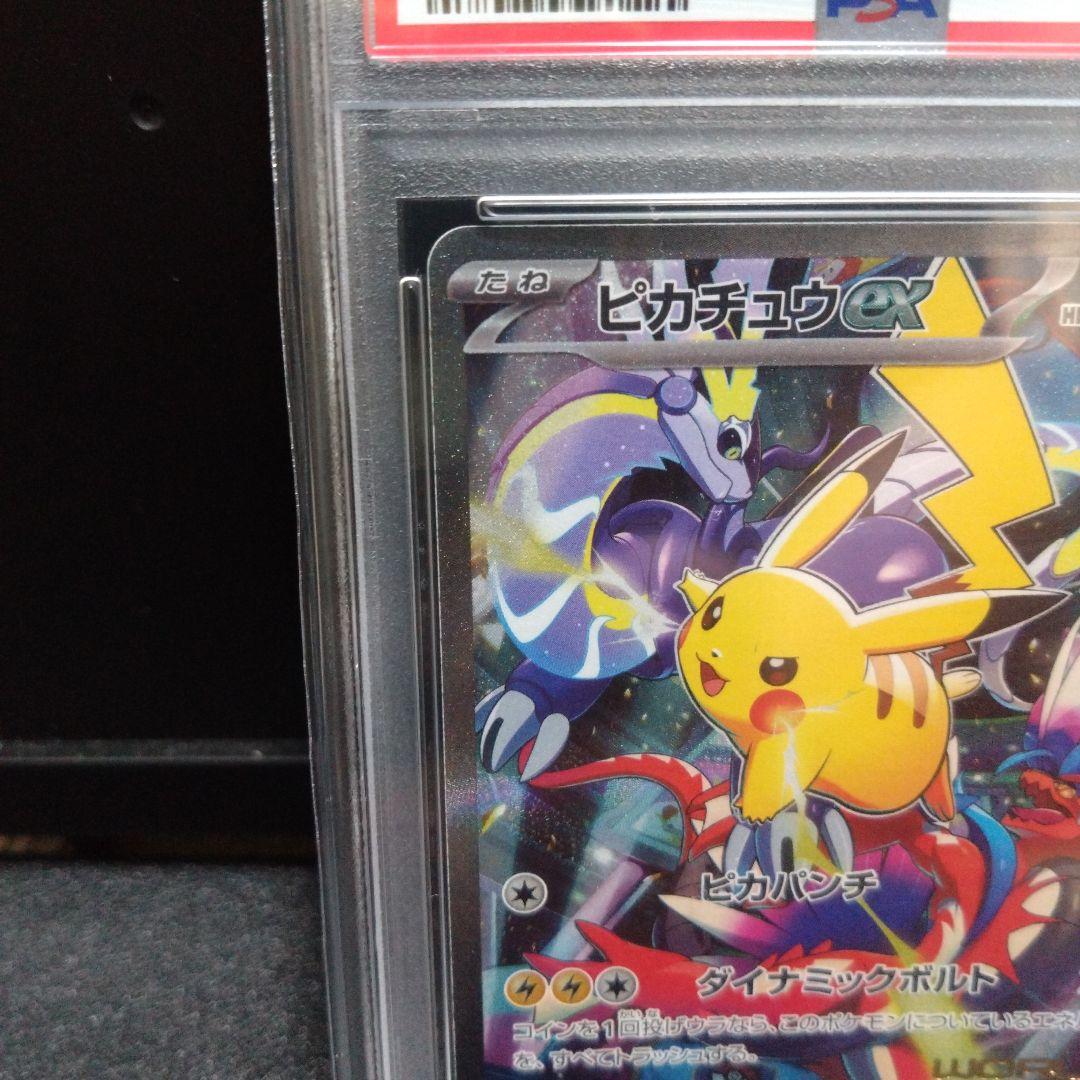 PSA
たね
ピカチュウex
ピカパンチ
ダイナミックボルト
コインを1回投げウラなら、このポケモンについているエネ
かいな
を、すべてトラッシュする。